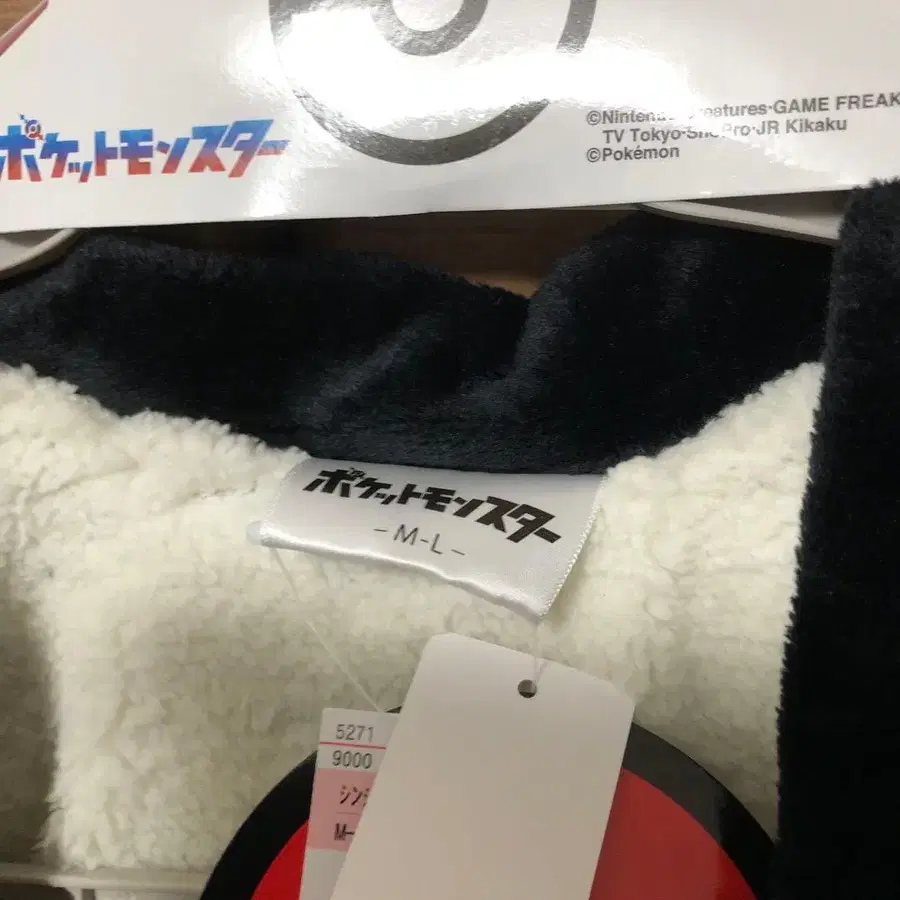 ポケットモンスター
©Nintendo·Creatures·GAME FREAK·
TV Tokyo·ShoPro·JR Kikaku
©Pokémon
ポケットモンスター
-M-L-
5271
9000